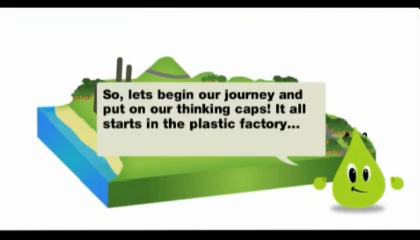 So, lets begin our journey and
put on our thinking caps! It all
starts in the plastic factory...